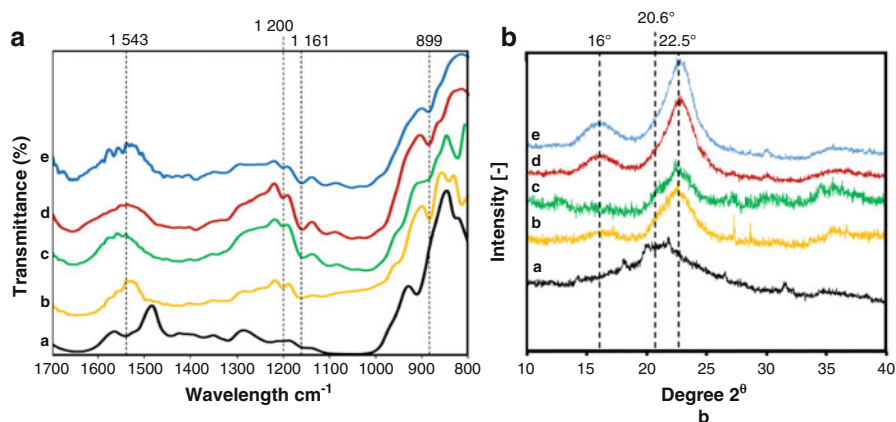 a
1 543
1 200
1 161
899
Transmittance (%)
e
d
c
b
a
1700 1600 1500 1400 1300 1200 1100 1000 900 800
Wavelength cm-1
b
20.6°
16°
22.5°
Intensity [-]
e
d
c
b
a
10 15 20 25 30 35 40
Degree 2θ
b